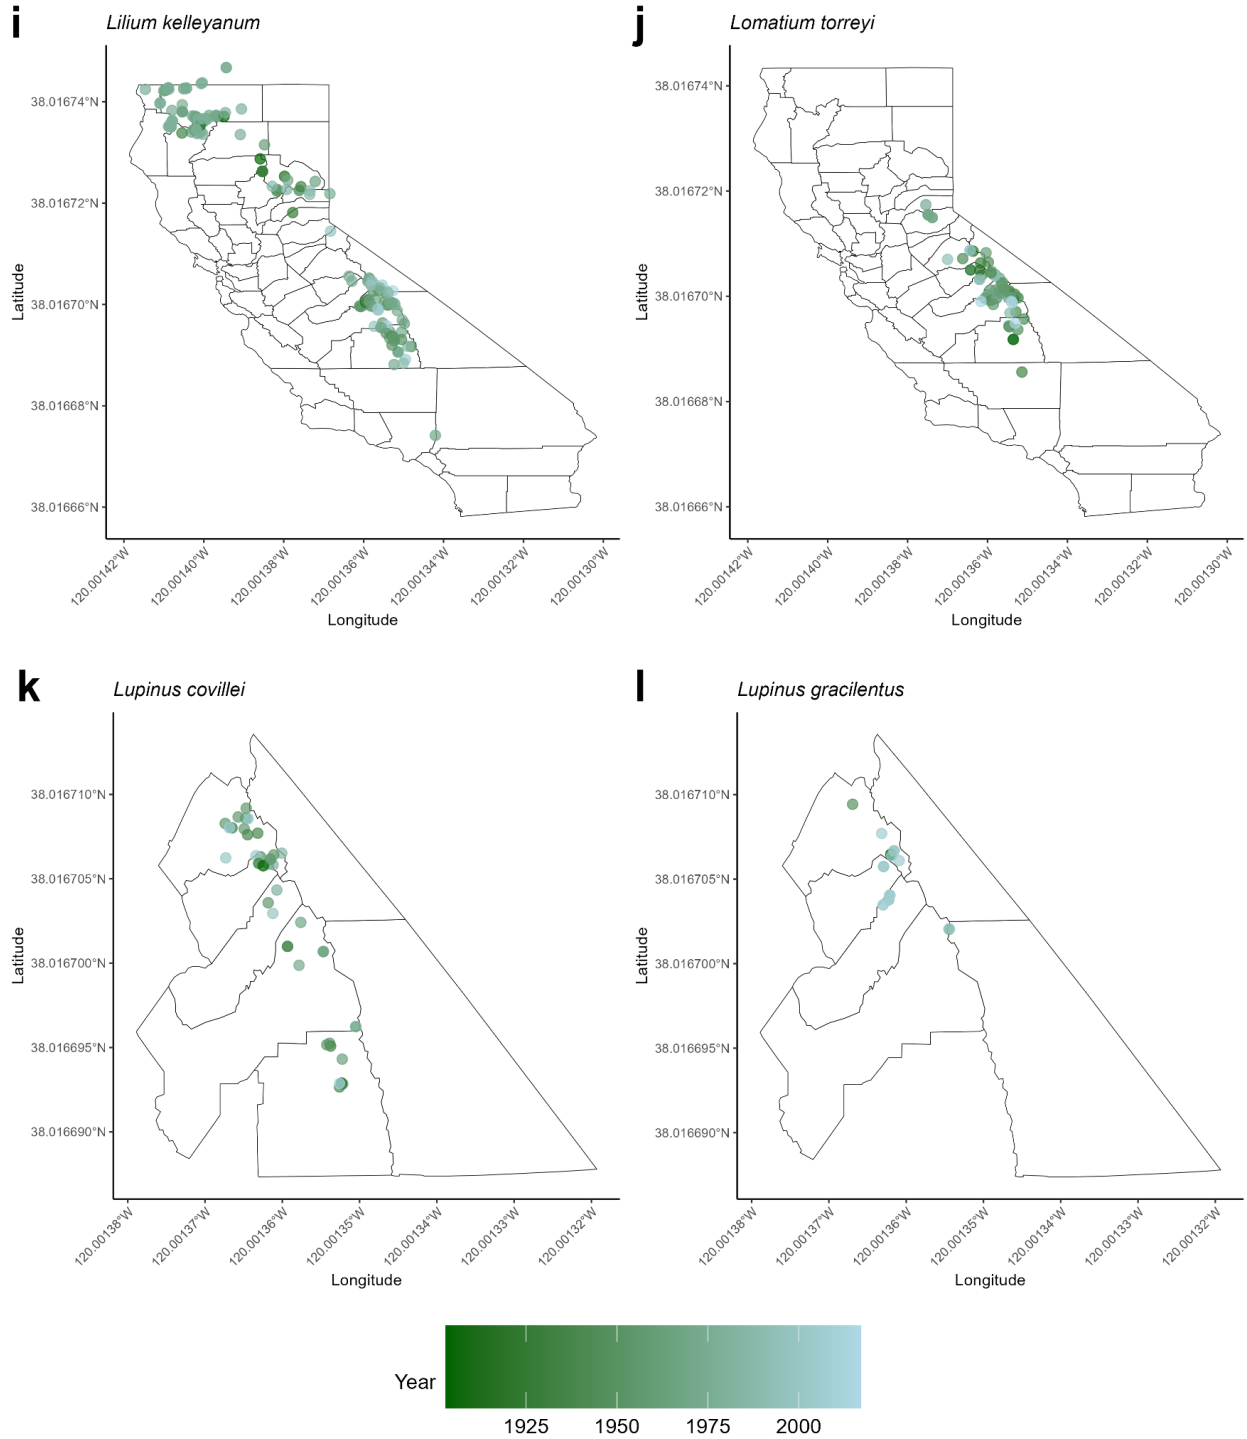 i
Lilium kelleyanum
38.01674°N
38.01672°N
38.01670°N
38.01668°N
38.01666°N
Latitude
120.00142°W
120.00140°W
120.00138°W
120.00136°W
120.00134°W
120.00132°W
120.00130°W
Longitude
j
Lomatium torreyi
38.01674°N
38.01672°N
38.01670°N
38.01668°N
38.01666°N
Latitude
120.00142°W
120.00140°W
120.00138°W
120.00136°W
120.00134°W
120.00132°W
120.00130°W
Longitude
k
Lupinus covillei
38.016710°N
38.016705°N
38.016700°N
38.016695°N
38.016690°N
Latitude
120.00138°W
120.00137°W
120.00136°W
120.00135°W
120.00134°W
120.00133°W
120.00132°W
Longitude
l
Lupinus gracilentus
38.016710°N
38.016705°N
38.016700°N
38.016695°N
38.016690°N
Latitude
120.00138°W
120.00137°W
120.00136°W
120.00135°W
120.00134°W
120.00133°W
120.00132°W
Longitude
Year
1925
1950
1975
2000